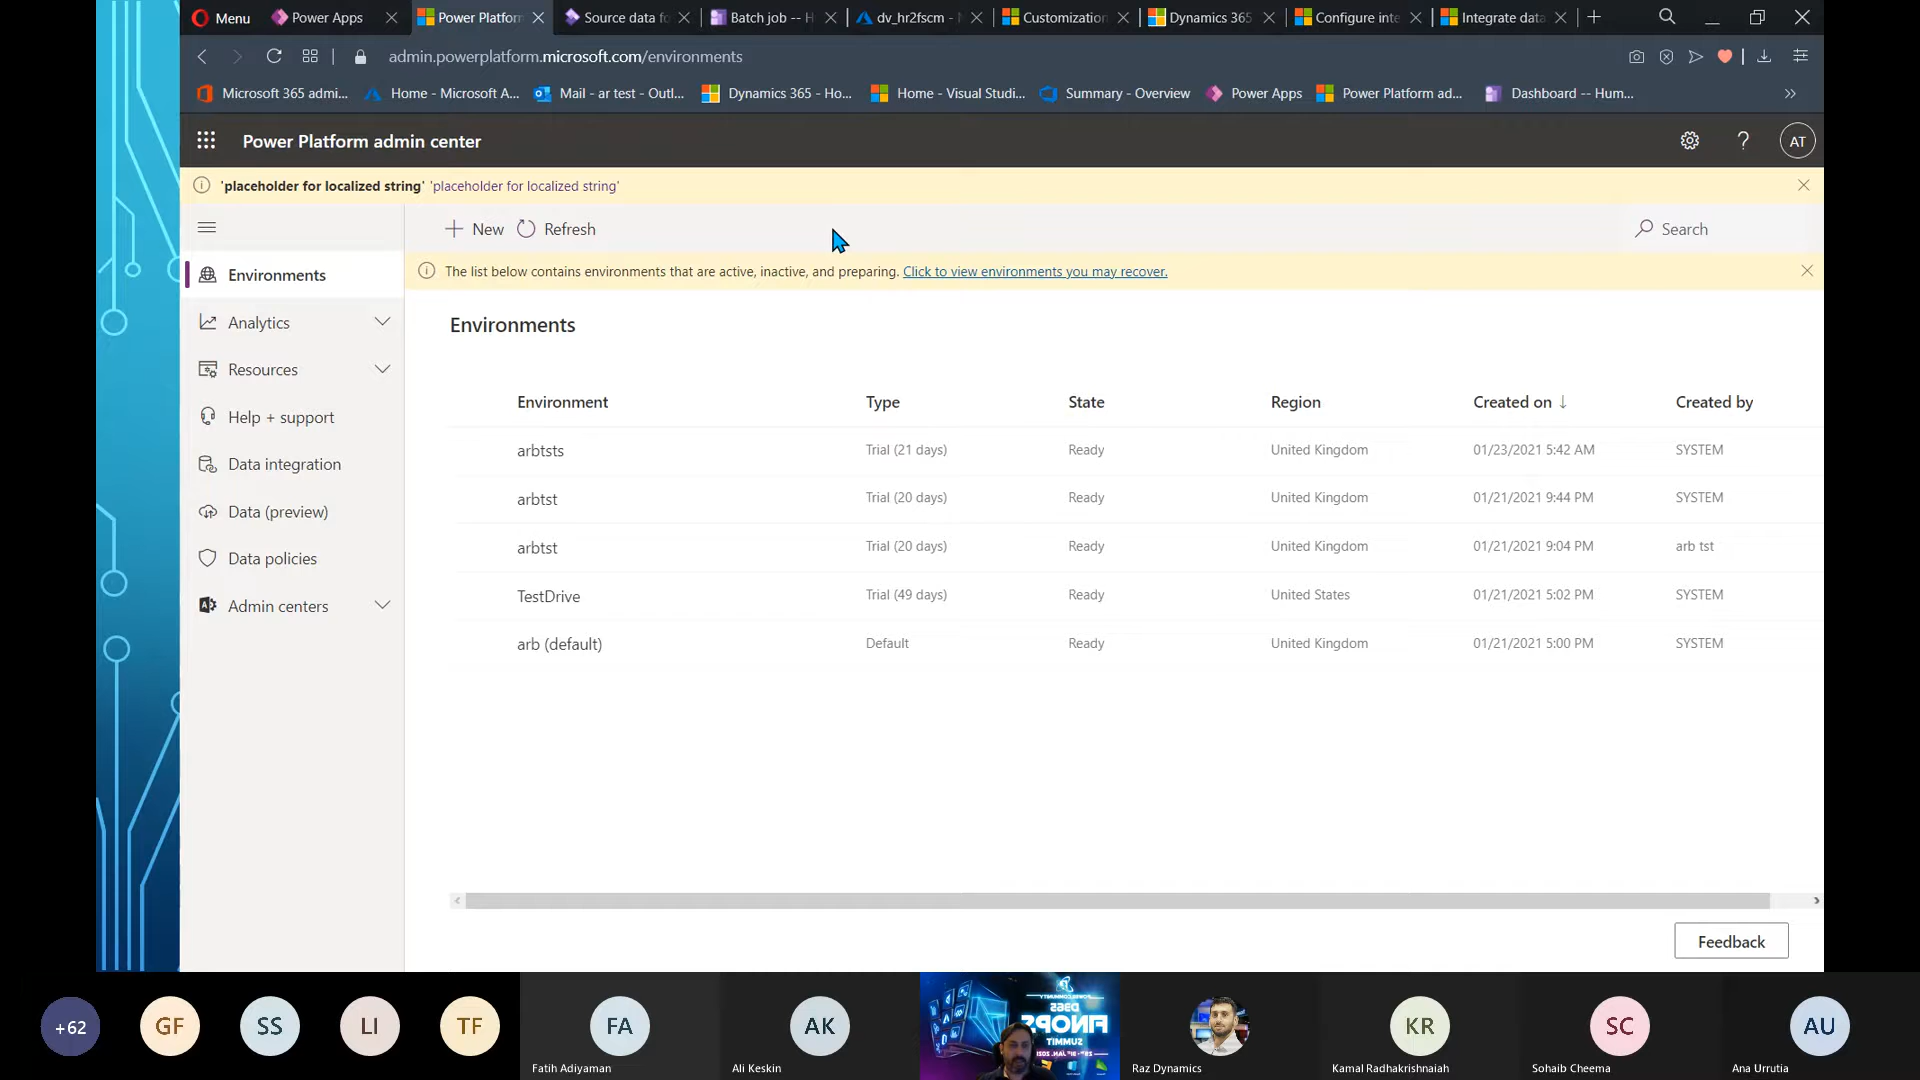 Menu
Power Apps
Power Platform
Source data fo
Batch job -- H
dv_hr2fscm -
Customization
Dynamics 365
Configure inte
Integrate data
admin.powerplatform.microsoft.com/environments
Microsoft 365 admi...
Home - Microsoft A...
Mail - ar test - Outl...
Dynamics 365 - Ho...
Home - Visual Studi...
Summary - Overview
Power Apps
Power Platform ad...
Dashboard -- Hum...
»
Power Platform admin center
?
AT
'placeholder for localized string' 'placeholder for localized string'
New
Refresh
Search
The list below contains environments that are active, inactive, and preparing. Click to view environments you may recover.
Environments
Analytics
Resources
Help + support
Data integration
Data (preview)
Data policies
Admin centers
Environments
Environment Type State Region Created on ↓ Created by
arbtsts Trial (21 days) Ready United Kingdom 01/23/2021 5:42 AM SYSTEM
arbtst Trial (20 days) Ready United Kingdom 01/21/2021 9:44 PM SYSTEM
arbtst Trial (20 days) Ready United Kingdom 01/21/2021 9:04 PM arb tst
TestDrive Trial (49 days) Ready United States 01/21/2021 5:02 PM SYSTEM
arb (default) Default Ready United Kingdom 01/21/2021 5:00 PM SYSTEM
Feedback
+62
GF
SS
LI
TF
FA
Fatih Adiyaman
AK
Ali Keskin
D365
FINOPS
SUMMIT
Raz Dynamics
KR
Kamal Radhakrishnaiah
SC
Sohaib Cheema
AU
Ana Urrutia